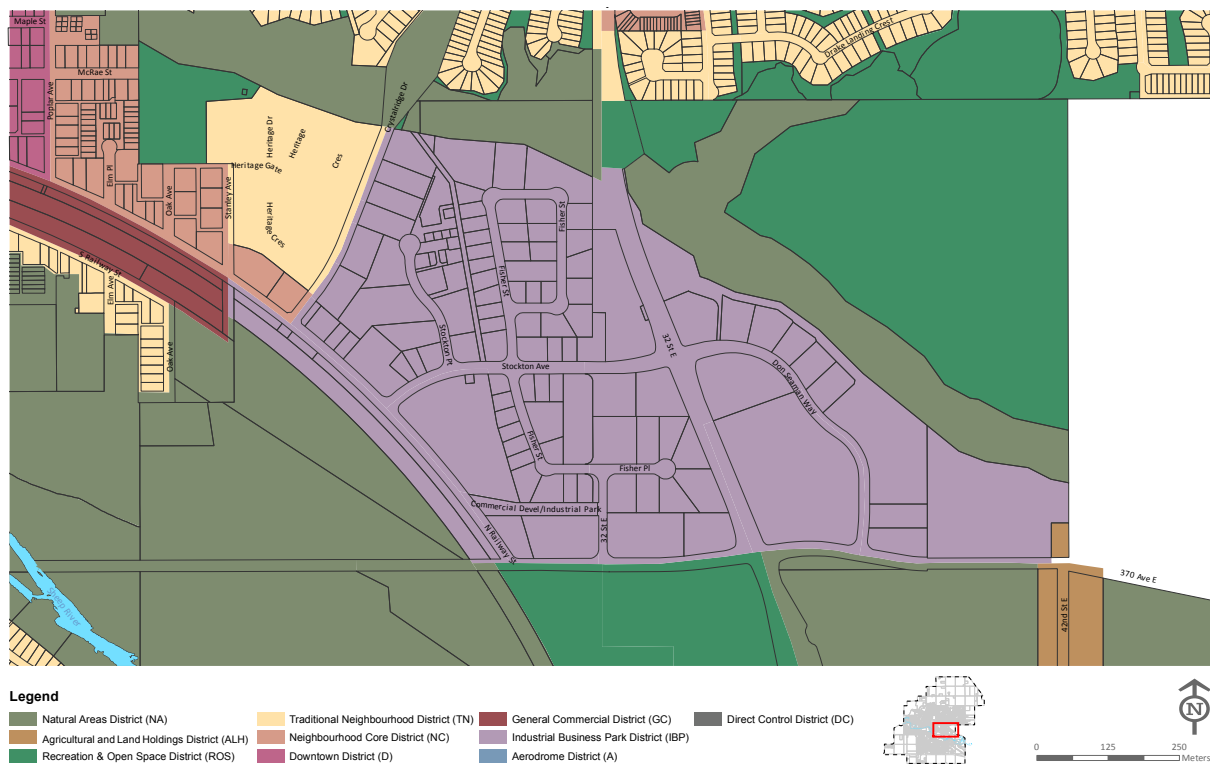 Maple St
McRae St
Poplar Ave
Elm Pl
Oak Ave
Stanley Ave
Heritage Dr
Heritage
Cres
Heritage Gate
Heritage
Cres
Crystalridge Dr
Drake Landing Crest
S Railway St
Elm Ave
Oak Ave
Fisher St
Fisher St
Stockton Pl
Stockton Ave
32 St E
Don Seaman Way
Fisher St
Fisher Pl
Commercial Devel/Industrial Park
32 St E
N Railway St
Sheep River
370 Ave E
42nd St E
Legend
Natural Areas District (NA)
Agricultural and Land Holdings District (ALH)
Recreation & Open Space District (ROS)
Traditional Neighbourhood District (TN)
Neighbourhood Core District (NC)
Downtown District (D)
General Commercial District (GC)
Industrial Business Park District (IBP)
Aerodrome District (A)
Direct Control District (DC)
N
0 125 250
Meters